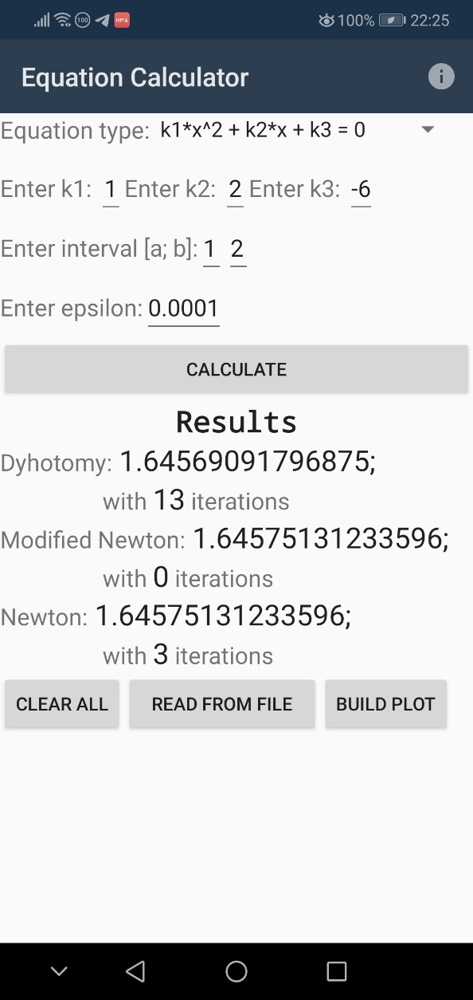 100 HMS 100% 22:25
Equation Calculator i
Equation type: k1*x^2 + k2*x + k3 = 0
Enter k1: 1 Enter k2: 2 Enter k3: -6
Enter interval [a; b]: 1 2
Enter epsilon: 0.0001
CALCULATE
Results
Dyhotomy: 1.64569091796875;
with 13 iterations
Modified Newton: 1.64575131233596;
with 0 iterations
Newton: 1.64575131233596;
with 3 iterations
CLEAR ALL READ FROM FILE BUILD PLOT